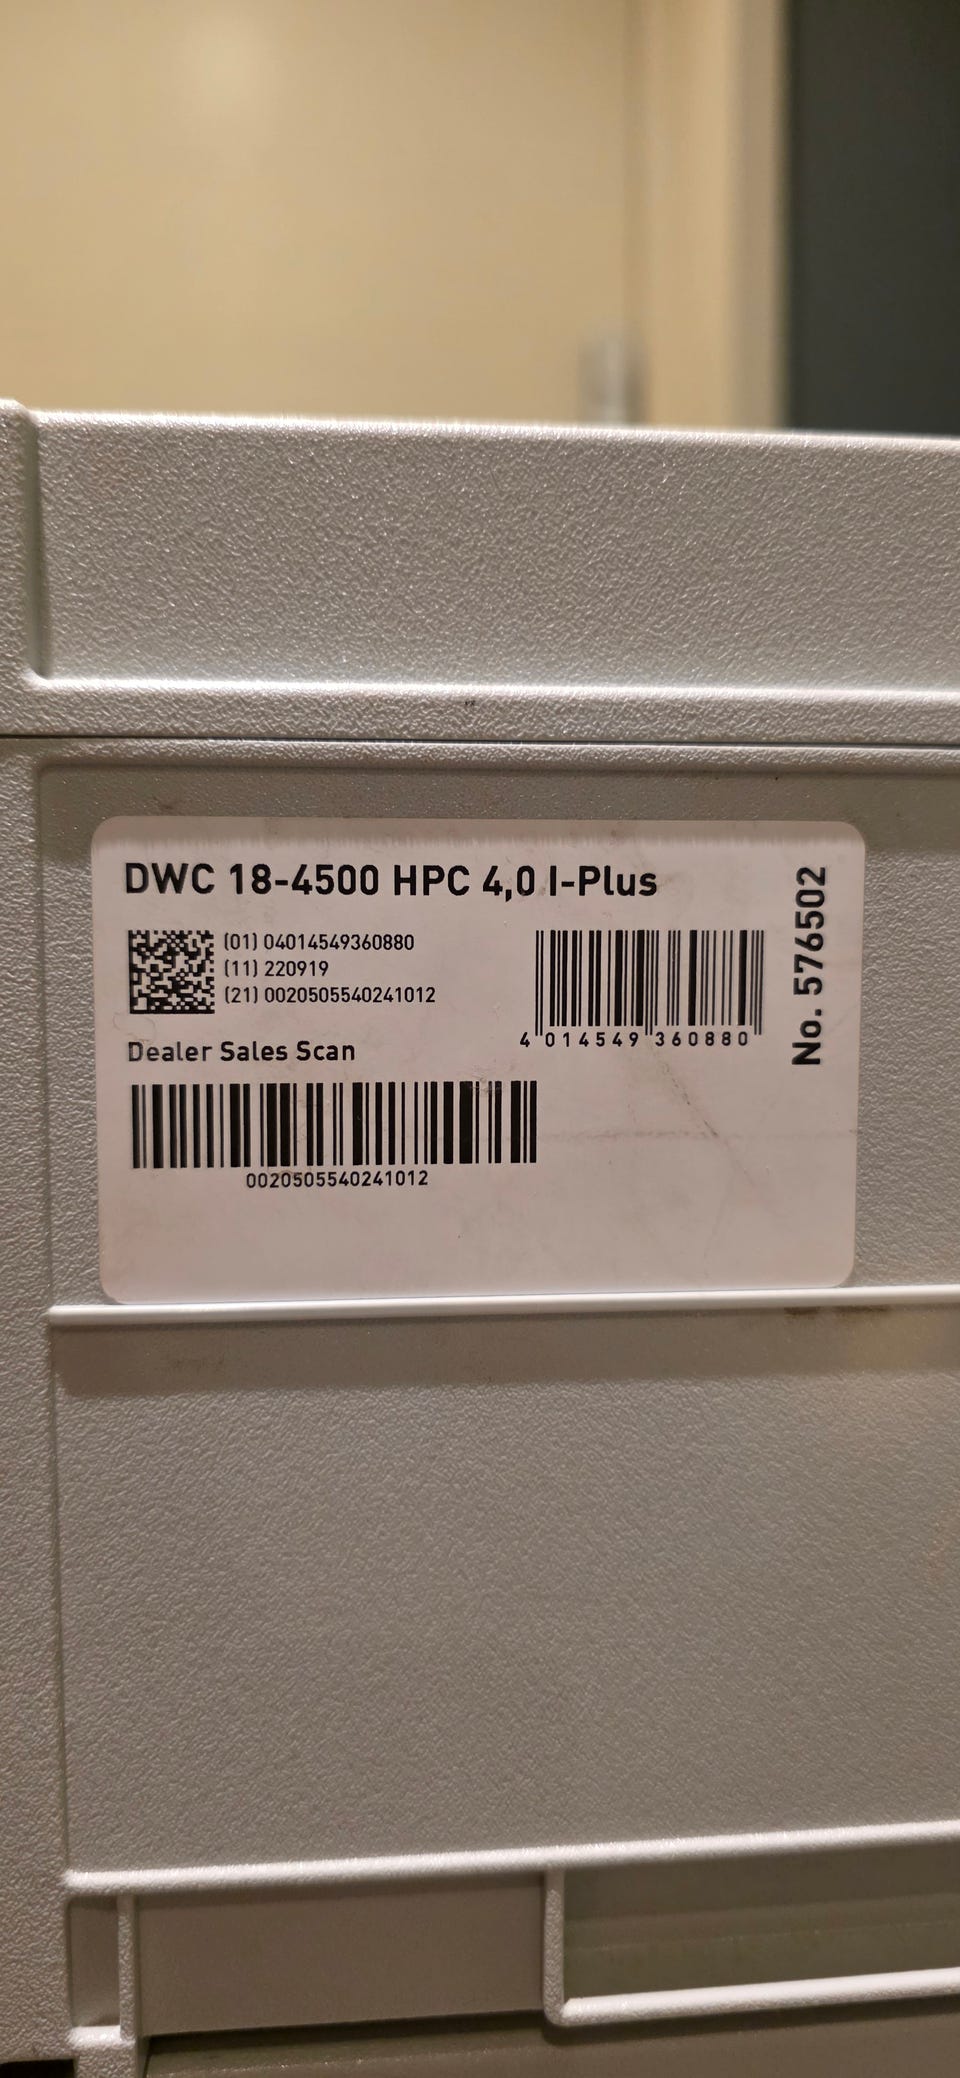 DWC 18-4500 HPC 4,0 I-Plus
(01) 04014549360880
(11) 220919
(21) 0020505540241012
4 014549 360880
No. 576502
Dealer Sales Scan
0020505540241012